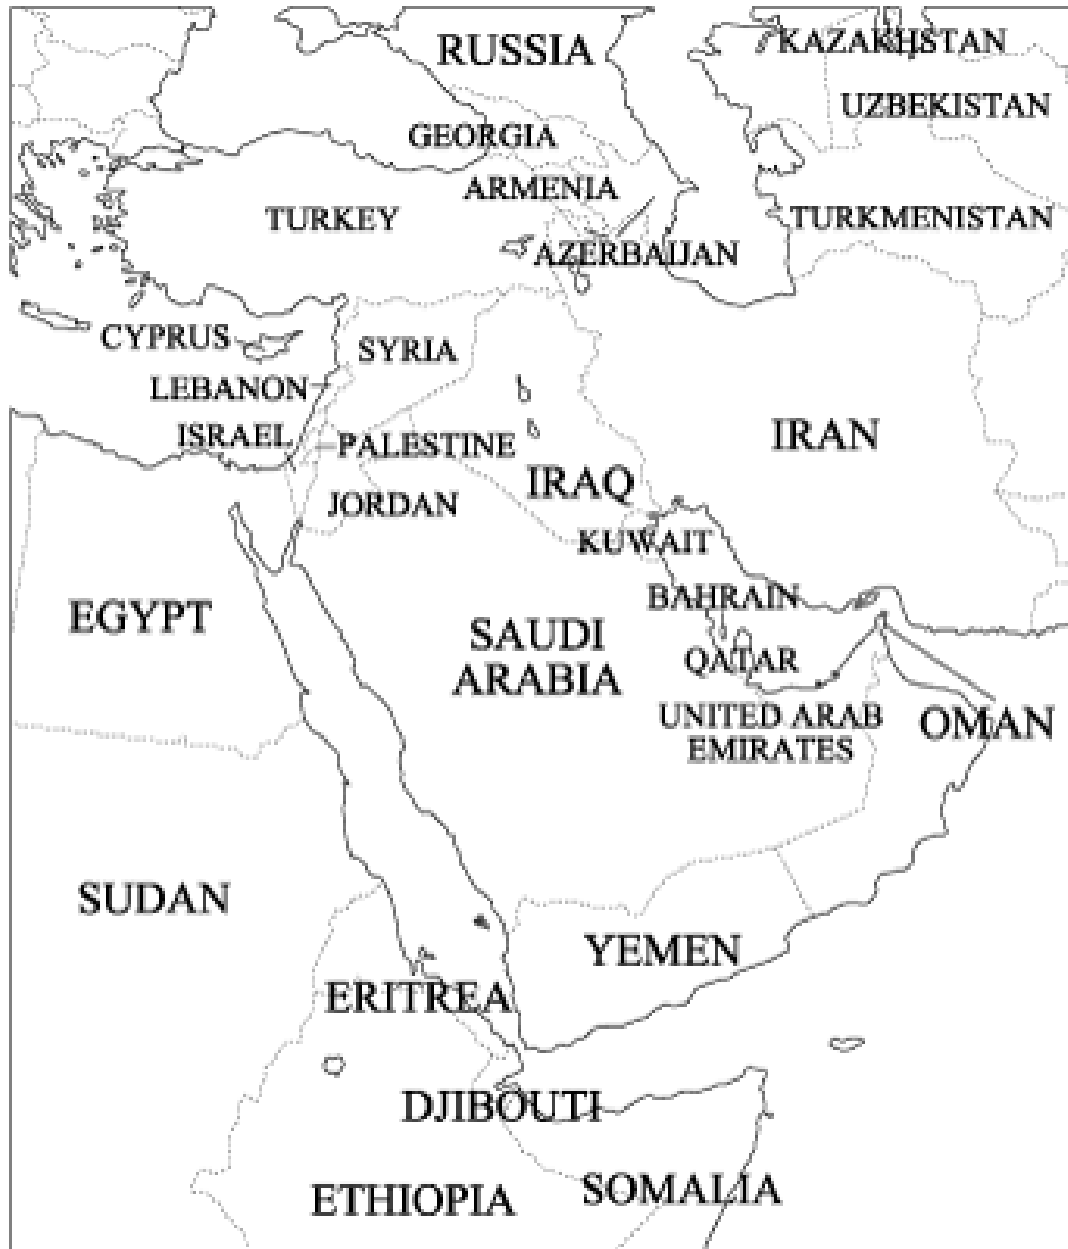 RUSSIA
KAZAKHSTAN
UZBEKISTAN
GEORGIA
ARMENIA
TURKEY
TURKMENISTAN
AZERBAIJAN
CYPRUS
SYRIA
LEBANON
ISRAEL
PALESTINE
IRAN
IRAQ
JORDAN
KUWAIT
BAHRAIN
EGYPT
SAUDI
ARABIA
QATAR
UNITED ARAB
EMIRATES
OMAN
SUDAN
YEMEN
ERITREA
DJIBOUTI
SOMALIA
ETHIOPIA